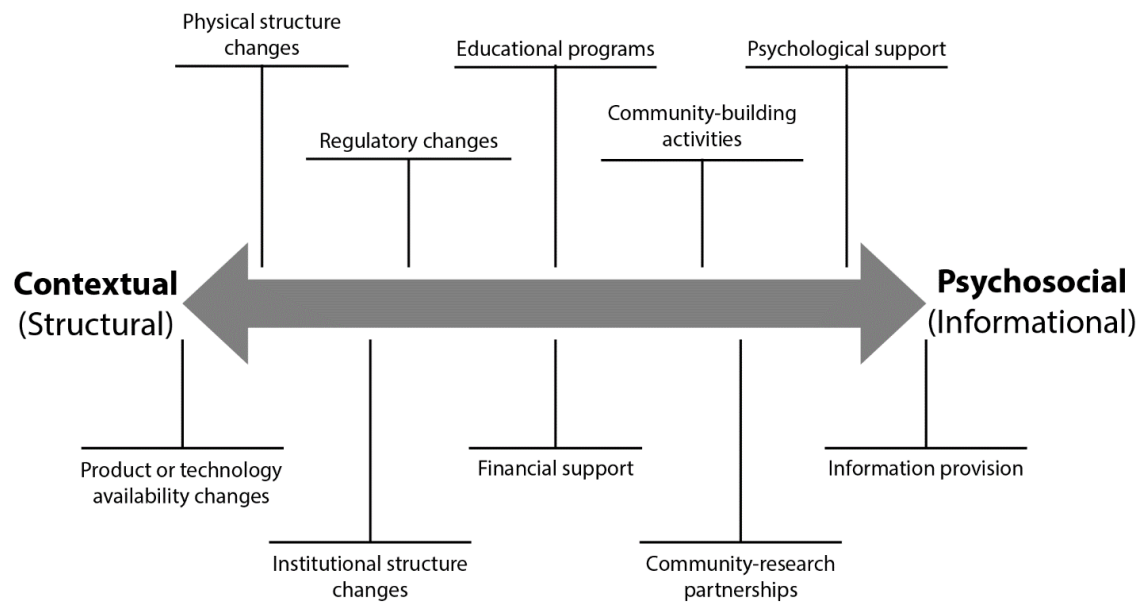 Physical structure
changes
Educational programs
Psychological support
Regulatory changes
Community-building
activities
Contextual
(Structural)
Psychosocial
(Informational)
Product or technology
availability changes
Financial support
Information provision
Institutional structure
changes
Community-research
partnerships